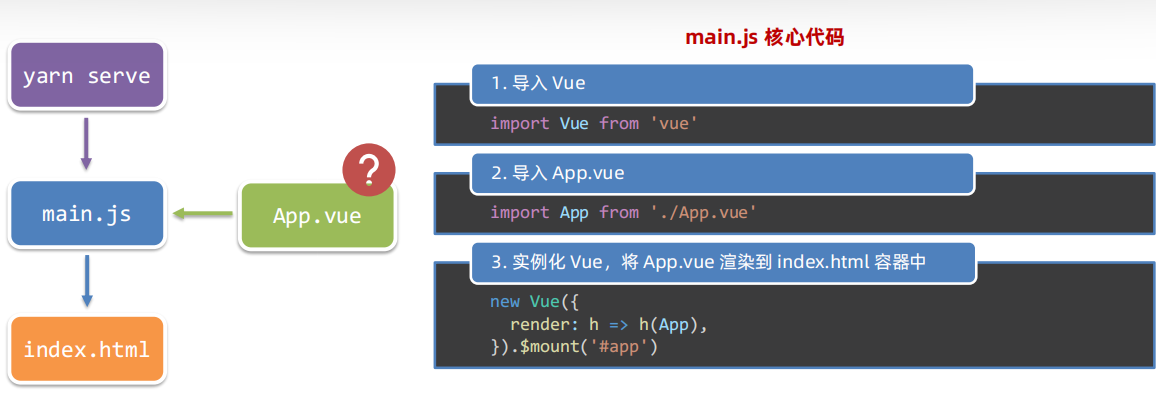 main.js 核心代码
yarn serve
main.js
index.html
App.vue
?
1. 导入 Vue
import Vue from 'vue'
2. 导入 App.vue
import App from './App.vue'
3. 实例化 Vue，将 App.vue 渲染到 index.html 容器中
new Vue({
  render: h => h(App),
}).$mount('#app')